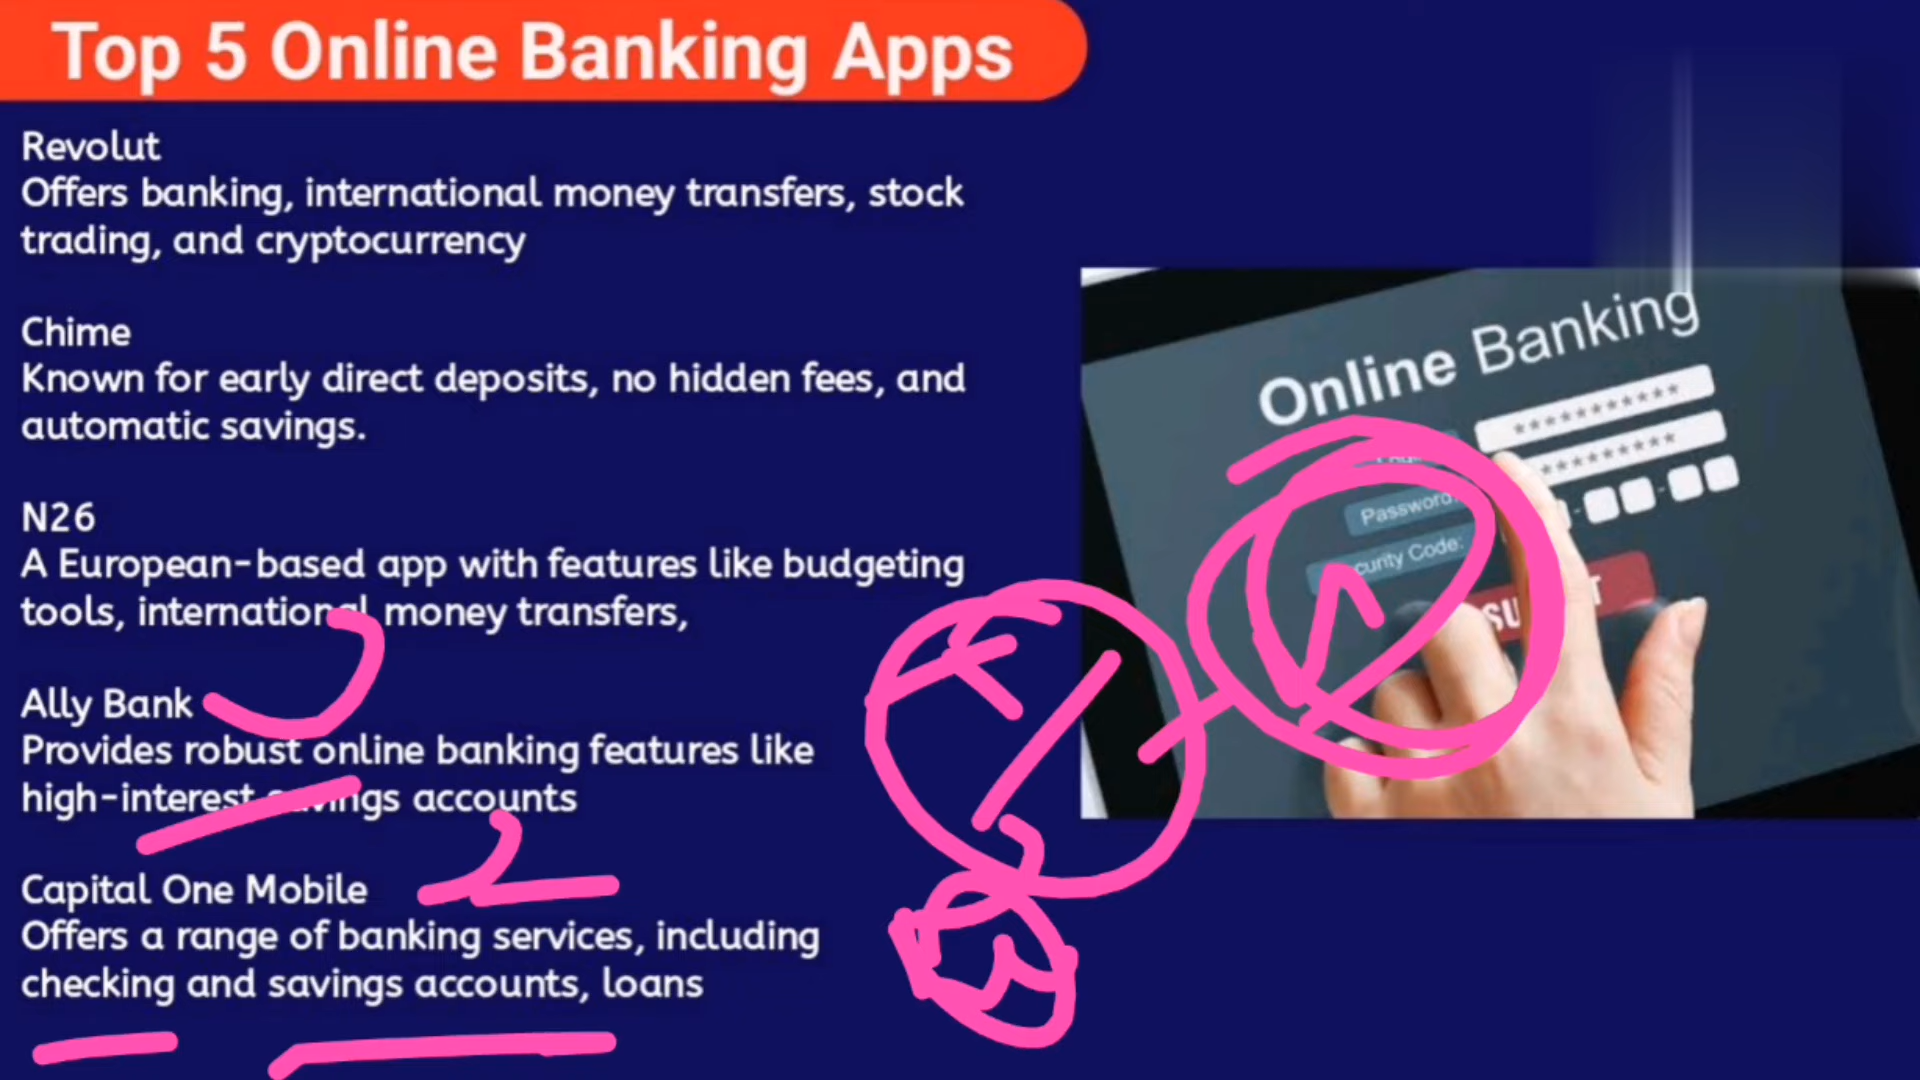 Top 5 Online Banking Apps
Revolut
Offers banking, international money transfers, stock
trading, and cryptocurrency
Chime
Known for early direct deposits, no hidden fees, and
automatic savings.
N26
A European-based app with features like budgeting
tools, international money transfers,
Ally Bank
Provides robust online banking features like
high-interest savings accounts
Capital One Mobile
Offers a range of banking services, including
checking and savings accounts, loans
2
Online Banking
***********
Password:
*********
Code: